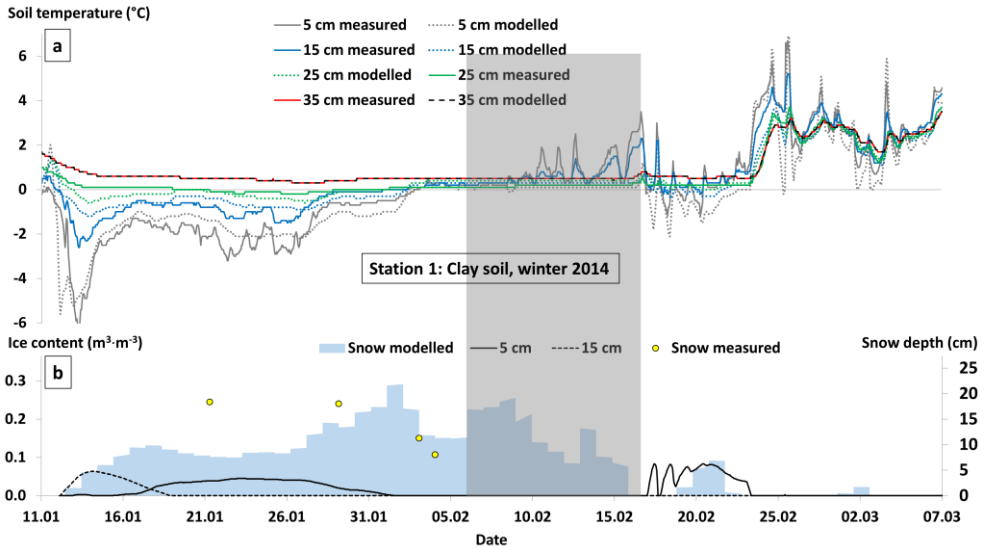 Soil temperature (°C)
a
5 cm measured
5 cm modelled
15 cm measured
15 cm modelled
25 cm modelled
25 cm measured
35 cm measured
35 cm modelled
6
4
2
0
-2
-4
-6
Station 1: Clay soil, winter 2014
Ice content (m³·m⁻³)
Snow depth (cm)
b
Snow modelled
5 cm
15 cm
Snow measured
0.3
0.2
0.1
0.0
25
20
15
10
5
0
11.01 16.01 21.01 26.01 31.01 05.02 10.02 15.02 20.02 25.02 02.03 07.03
Date